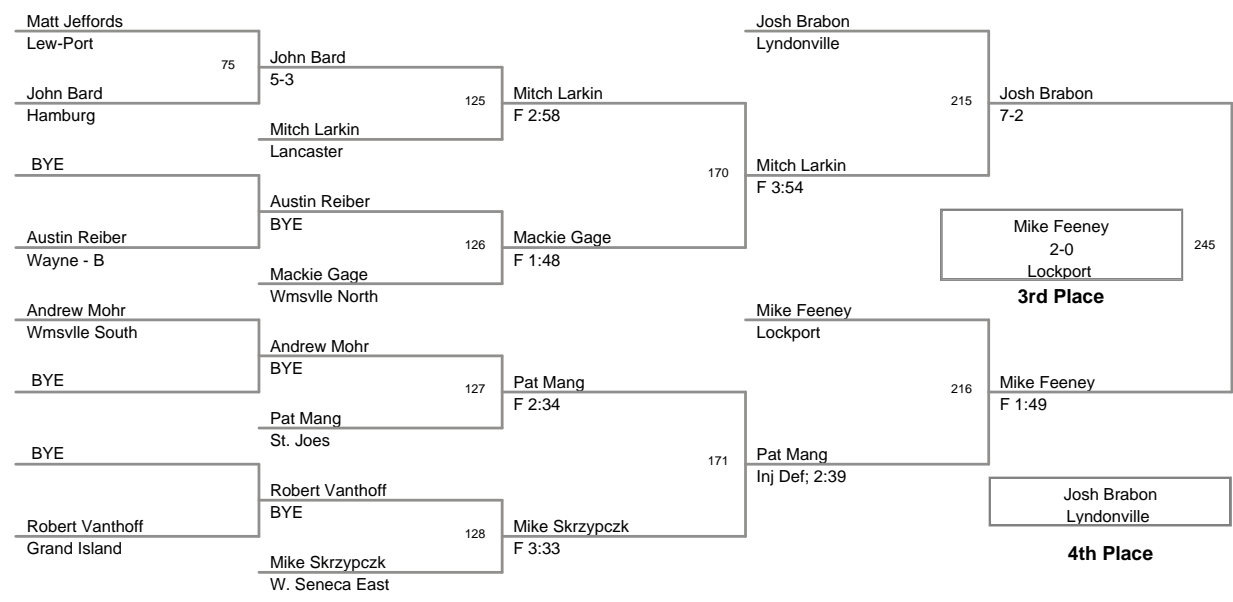 Matt Jeffords
Lew-Port
75
John Bard
Hamburg
BYE
Austin Reiber
Wayne - B
Andrew Mohr
Wmsvlle South
BYE
BYE
Robert Vanthoff
Grand Island
John Bard
5-3
125
Mitch Larkin
Lancaster
Austin Reiber
BYE
126
Mackie Gage
Wmsvlle North
Andrew Mohr
BYE
127
Pat Mang
St. Joes
Robert Vanthoff
BYE
128
Mike Skrzypczk
W. Seneca East
Mitch Larkin
F 2:58
170
Mackie Gage
F 1:48
Pat Mang
F 2:34
171
Mike Skrzypczk
F 3:33
Josh Brabon
Lyndonville
215
Mitch Larkin
F 3:54
Mike Feeney
Lockport
216
Pat Mang
Inj Def; 2:39
Josh Brabon
7-2
Mike Feeney
2-0
Lockport
245
3rd Place
Mike Feeney
F 1:49
Josh Brabon
Lyndonville
4th Place